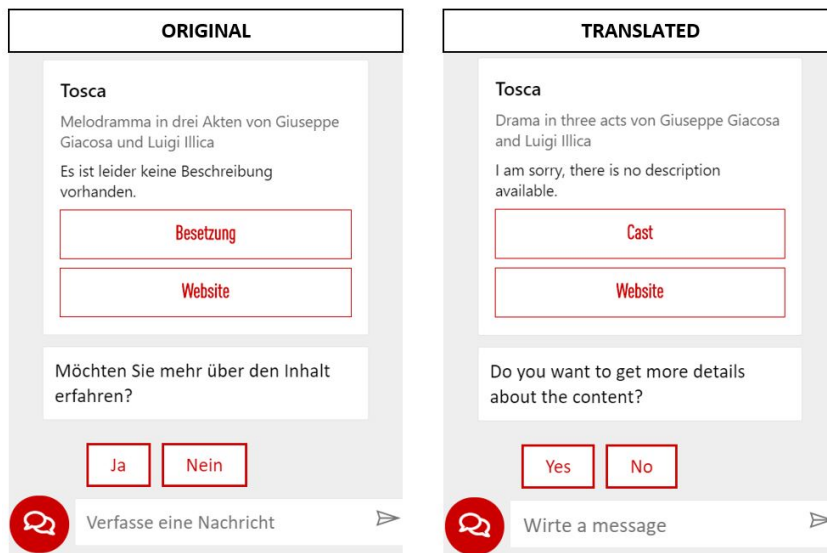 ORIGINAL
Tosca
Melodramma in drei Akten von Giuseppe
Giacosa und Luigi Illica
Es ist leider keine Beschreibung
vorhanden.
Besetzung
Website
Möchten Sie mehr über den Inhalt
erfahren?
Ja
Nein
Verfasse eine Nachricht
TRANSLATED
Tosca
Drama in three acts von Giuseppe Giacosa
and Luigi Illica
I am sorry, there is no description
available.
Cast
Website
Do you want to get more details
about the content?
Yes
No
Wirte a message